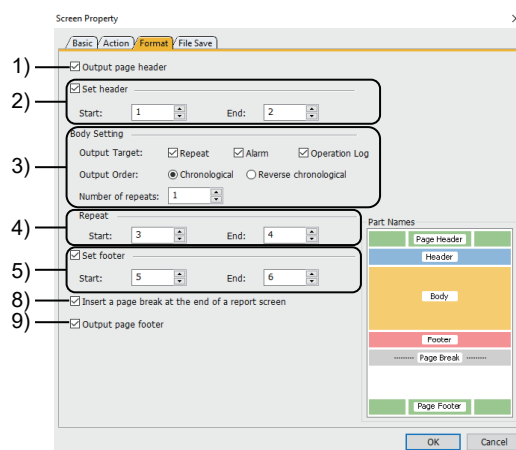 Screen Property
Basic Action Format File Save
1) Output page header
2) Set header
Start: 1 End: 2
3) Body Setting
Output Target: Repeat Alarm Operation Log
Output Order: Chronological Reverse chronological
Number of repeats: 1
4) Repeat
Start: 3 End: 4
5) Set footer
Start: 5 End: 6
8) Insert a page break at the end of a report screen
9) Output page footer
Part Names
Page Header
Header
Body
Footer
Page Break
Page Footer
OK Cancel